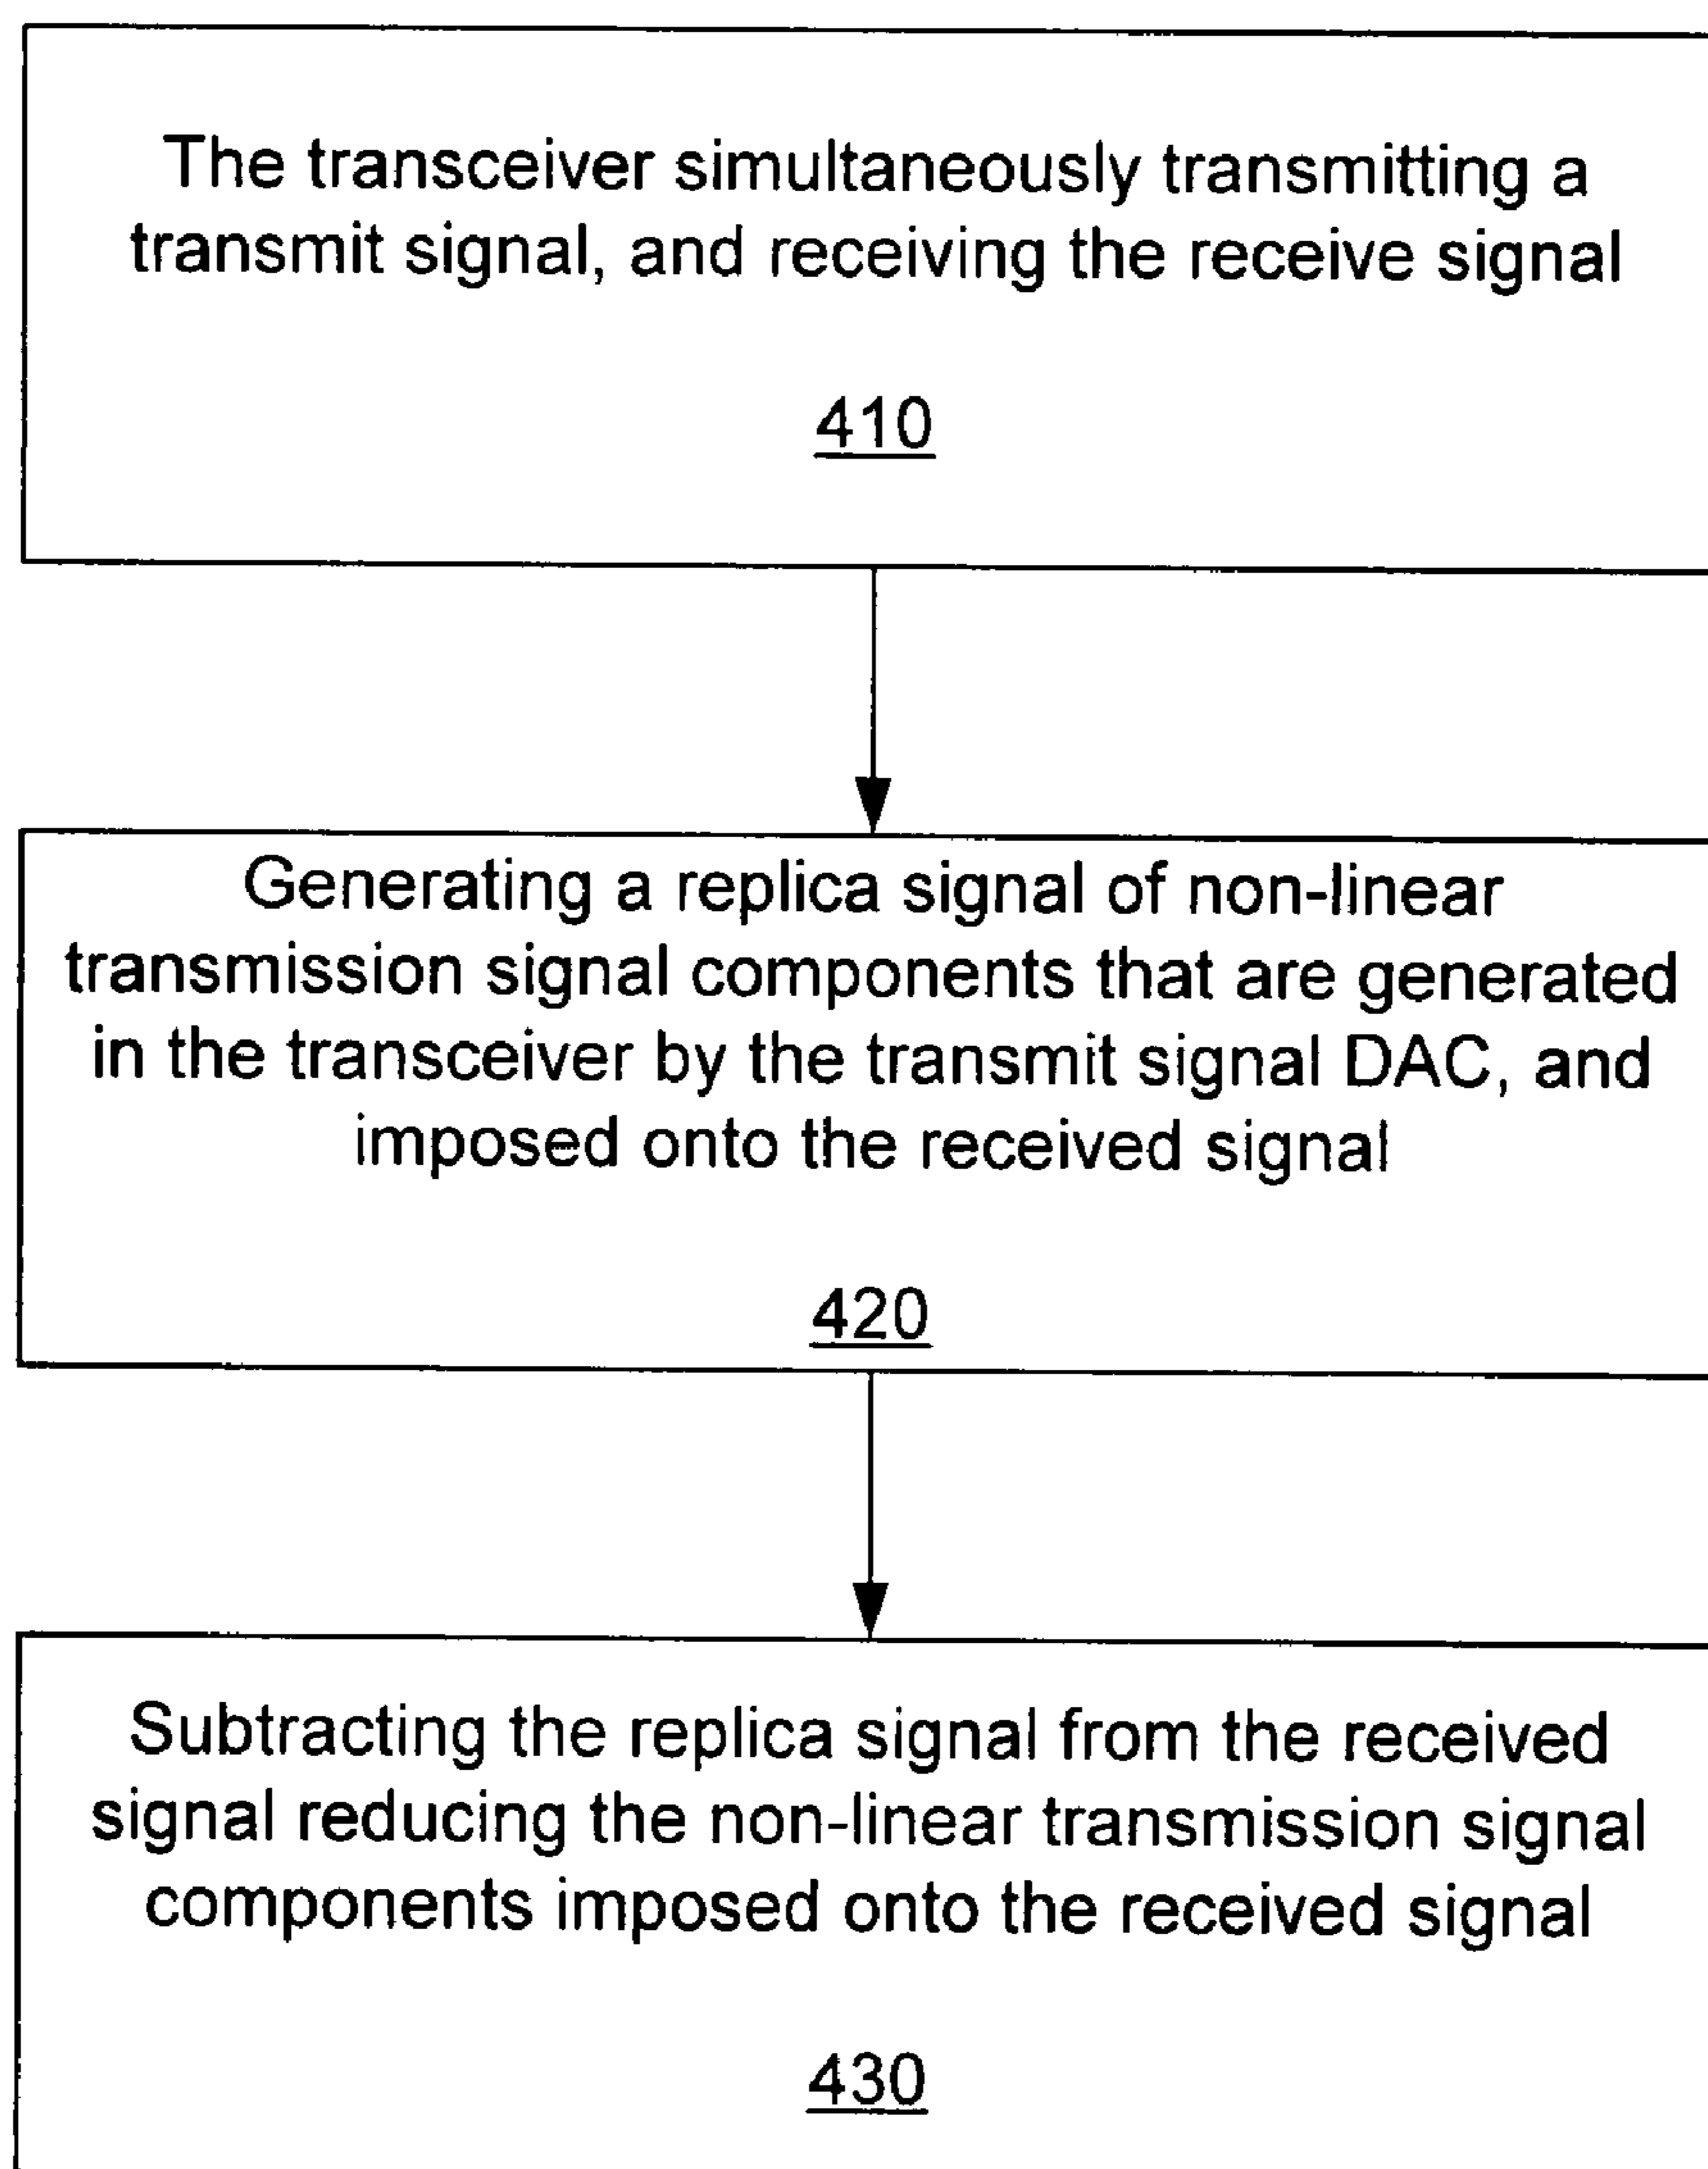 The transceiver simultaneously transmitting a
transmit signal, and receiving the receive signal
410
Generating a replica signal of non-linear
transmission signal components that are generated
in the transceiver by the transmit signal DAC, and
imposed onto the received signal
420
Subtracting the replica signal from the received
signal reducing the non-linear transmission signal
components imposed onto the received signal
430